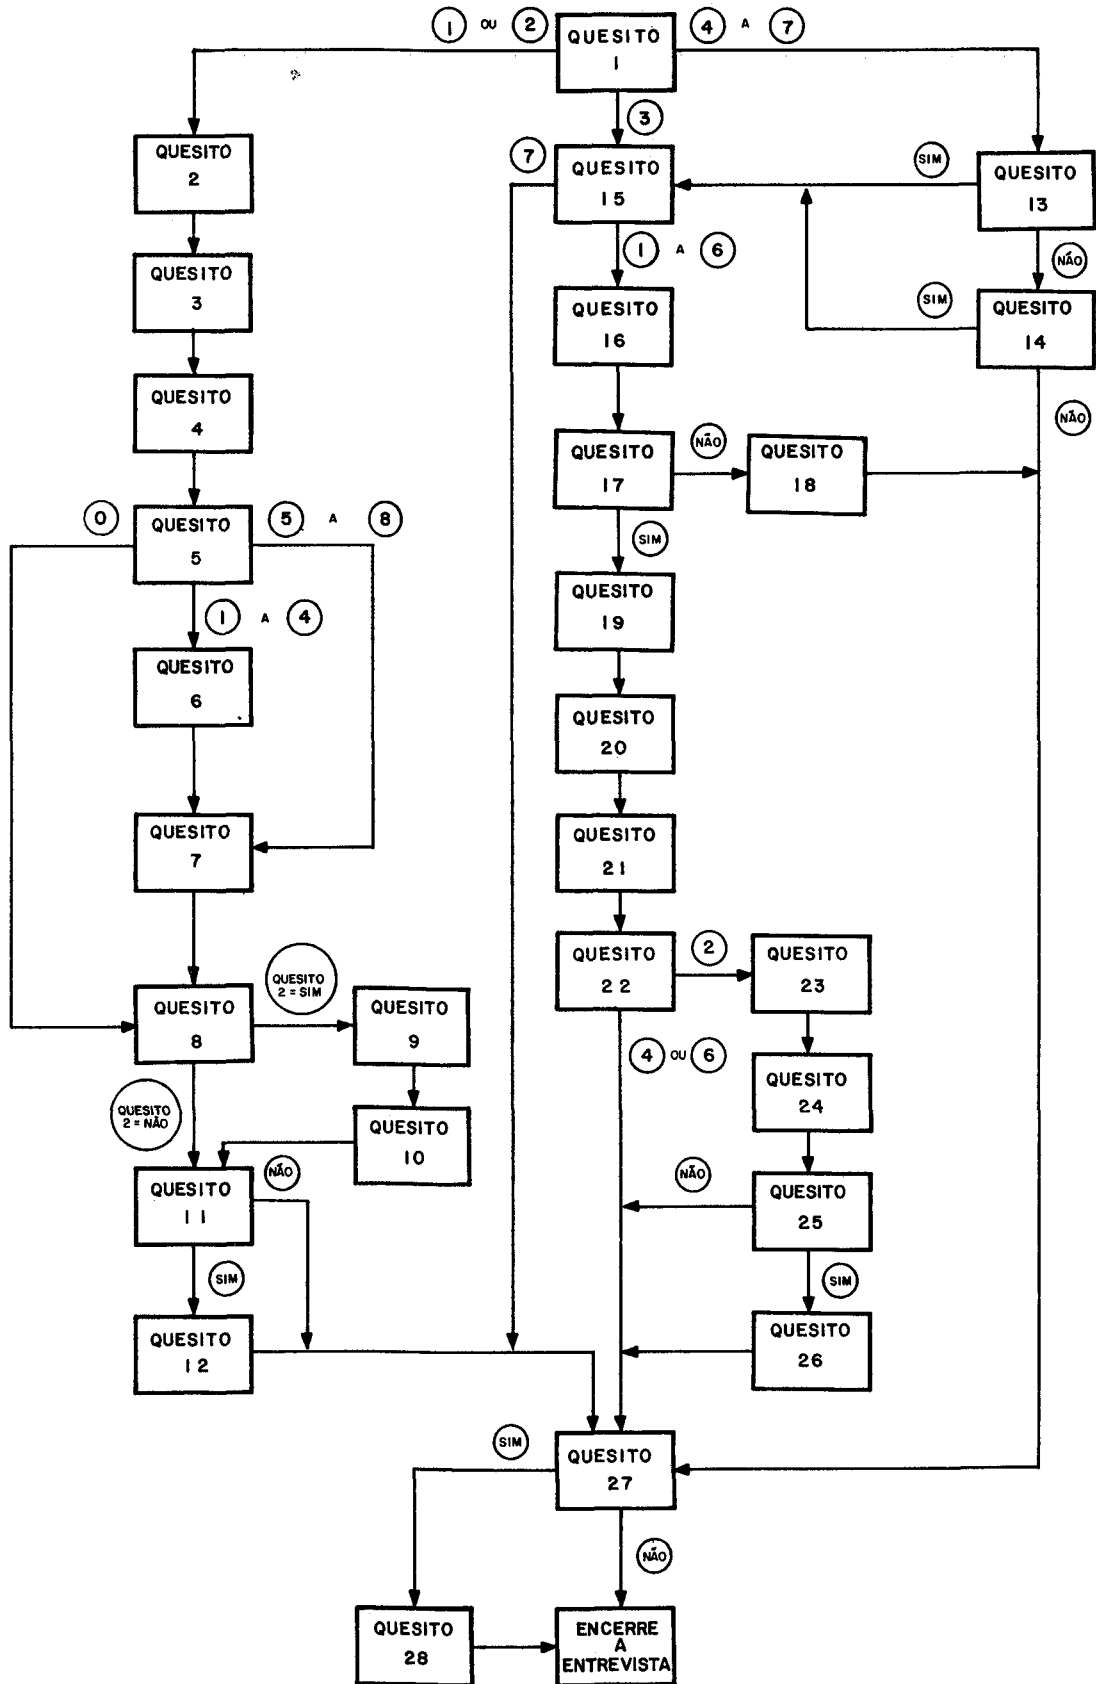 1 OU 2
QUESITO
1
4 A 7
3
QUESITO
2
7
QUESITO
15
SIM
QUESITO
13
1 A 6
NÃO
QUESITO
3
QUESITO
16
SIM
QUESITO
14
QUESITO
4
NÃO
QUESITO
17
NÃO
QUESITO
18
0
QUESITO
5
5 A 8
SIM
1 A 4
QUESITO
19
QUESITO
6
QUESITO
20
QUESITO
7
QUESITO
21
QUESITO
22
2
QUESITO
23
QUESITO
8
QUESITO
2 = SIM
QUESITO
9
4 OU 6
QUESITO
24
QUESITO
2 = NÃO
QUESITO
10
QUESITO
11
NÃO
NÃO
QUESITO
25
SIM
SIM
QUESITO
12
QUESITO
26
SIM
QUESITO
27
NÃO
QUESITO
28
ENCERRE
A
ENTREVISTA